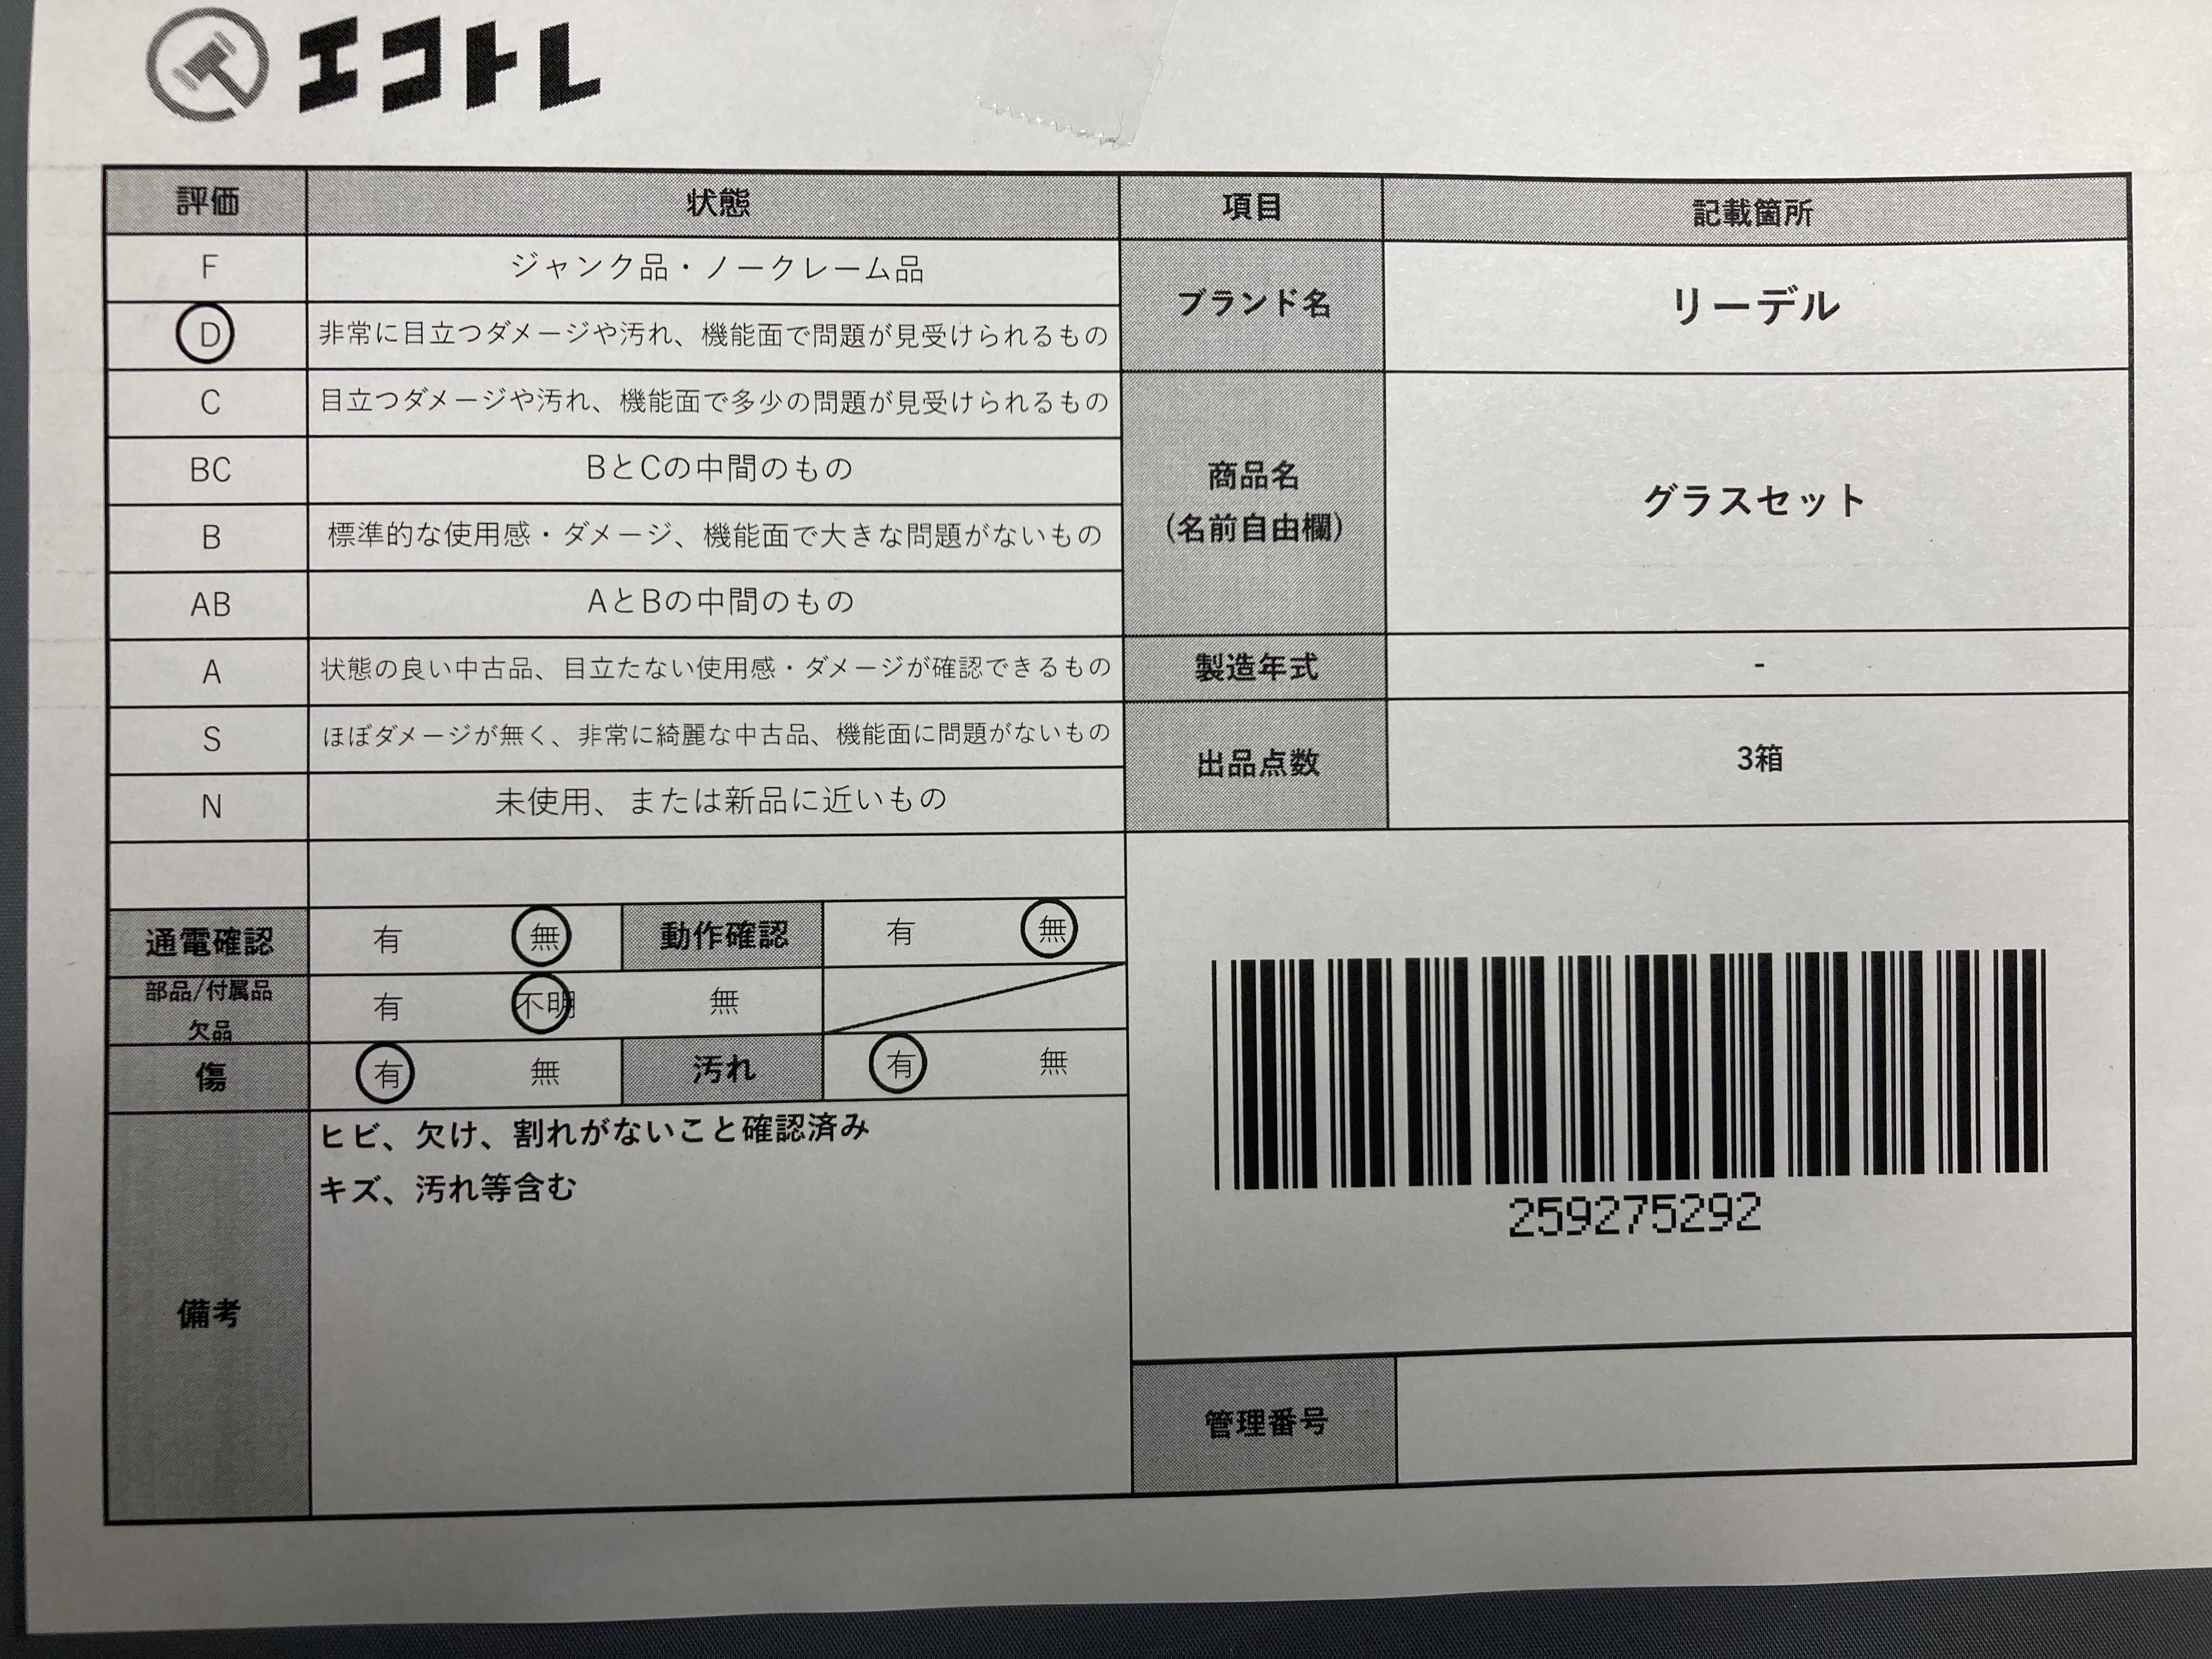 エコトレ
評価 状態 項目 記載箇所
F ジャンク品・ノークレーム品
D 非常に目立つダメージや汚れ、機能面で問題が見受けられるもの
ブランド名 リーデル
C 目立つダメージや汚れ、機能面で多少の問題が見受けられるもの
BC BとCの中間のもの
B 標準的な使用感・ダメージ、機能面で大きな問題がないもの
AB AとBの中間のもの
商品名
(名前自由欄)
グラスセット
A 状態の良い中古品、目立たない使用感・ダメージが確認できるもの
製造年式 -
S ほぼダメージが無く、非常に綺麗な中古品、機能面に問題がないもの
N 未使用、または新品に近いもの
出品点数 3箱
通電確認 有 無 動作確認 有 無
部品/付属品
欠品
有 不明 無
傷 有 無 汚れ 有 無
備考
ヒビ、欠け、割れがないこと確認済み
キズ、汚れ等含む
259275292
管理番号